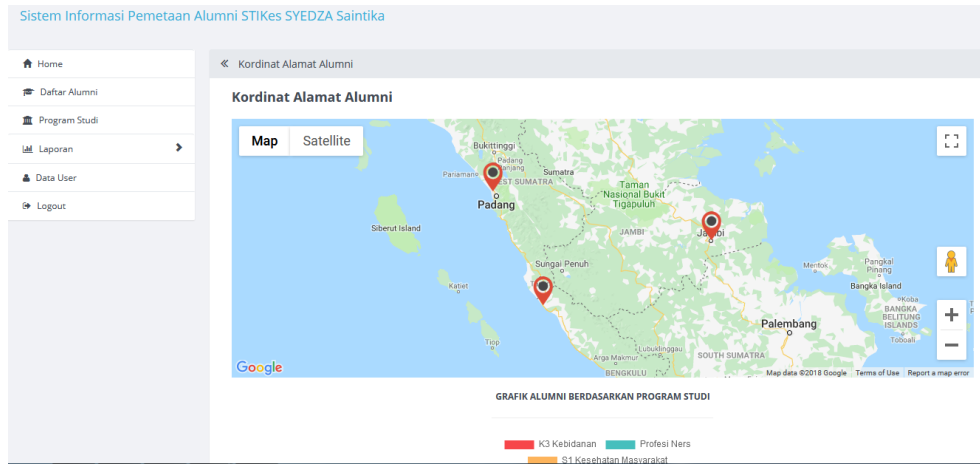 Sistem Informasi Pemetaan Alumni STIKes SYEDZA Saintika
Home
Daftar Alumni
Program Studi
Laporan
Data User
Logout
Kordinat Alamat Alumni
Kordinat Alamat Alumni
Map Satellite
Bukittinggi
Padang
Pariaman
Sumatra
WEST SUMATRA
Taman
Nasional Bukit
Tigapuluh
Padang
Siberut Island
JAMBI
Jambi
Sungai Penuh
Mentok
Pangkal
Pinang
Kabet
Bangka Island
Koba
BANGKA
BELITUNG
ISLANDS
Palembang
Toboali
Tiop
Lubuklinggau
Arga Makmur
SOUTH SUMATRA
BENGKULU
Google
Map data ©2018 Google Terms of Use Report a map error
GRAFIK ALUMNI BERDASARKAN PROGRAM STUDI
K3 Kebidanan Profesi Ners
S1 Kesehatan Masyarakat